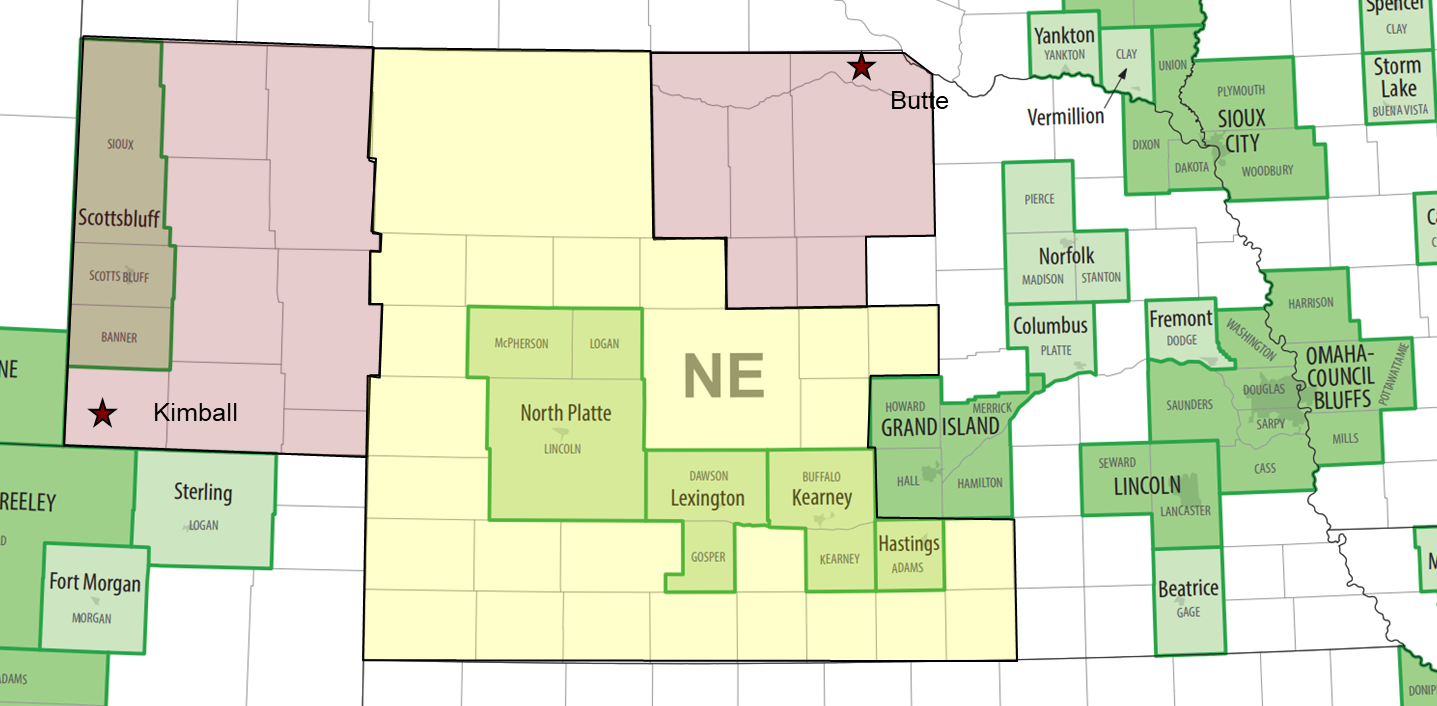 Spencer
CLAY
Yankton
YANKTON
CLAY
UNION
Storm
Lake
BUENA VISTA
PLYMOUTH
SIOUX
CITY
Butte
Vermillion
DIXON
DAKOTA
WOODBURY
SIOUX
PIERCE
Scottsbluff
Norfolk
MADISON
STANTON
SCOTTS BLUFF
HARRISON
BANNER
McPHERSON
LOGAN
NE
Columbus
PLATTE
Fremont
DODGE
WASHINGTON
OMAHA-
COUNCIL
BLUFFS
POTTAWATTAMIE
NE
DOUGLAS
SAUNDERS
SARPY
MILLS
CASS
Kimball
North Platte
LINCOLN
HOWARD
MERRICK
GRAND ISLAND
HALL
HAMILTON
SEWARD
LINCOLN
LANCASTER
DAWSON
Lexington
BUFFALO
Kearney
REELEY
D
Sterling
LOGAN
GOSPER
KEARNEY
Hastings
ADAMS
Fort Morgan
MORGAN
Beatrice
GAGE
ADAMS
DONIP